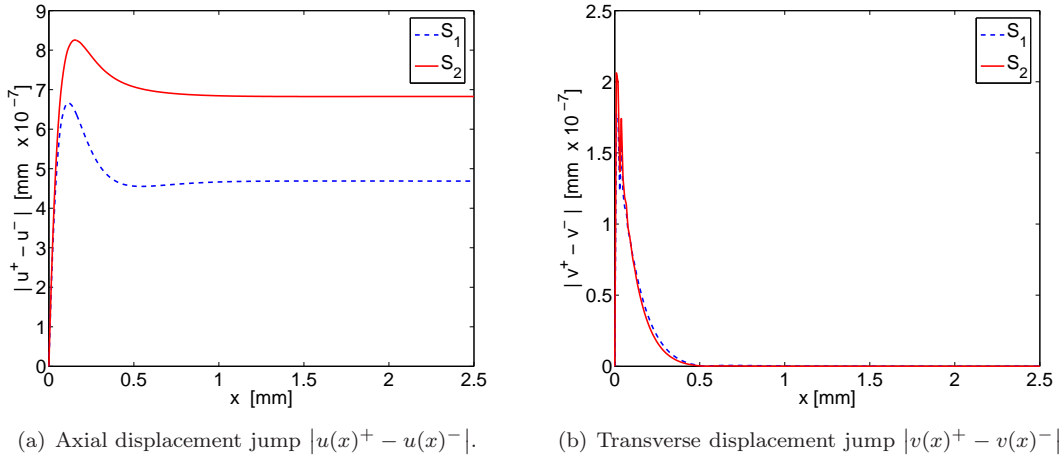 9
8
7
6
5
4
3
2
1
0
| u⁺ − u⁻ | [mm x 10⁻⁷]
0 0.5 1 1.5 2 2.5
x [mm]
S₁
S₂
(a) Axial displacement jump |u(x)⁺ − u(x)⁻|.
2.5
2
1.5
1
0.5
0
| v⁺ − v⁻ | [mm x 10⁻⁷]
0 0.5 1 1.5 2 2.5
x [mm]
S₁
S₂
(b) Transverse displacement jump |v(x)⁺ − v(x)⁻|